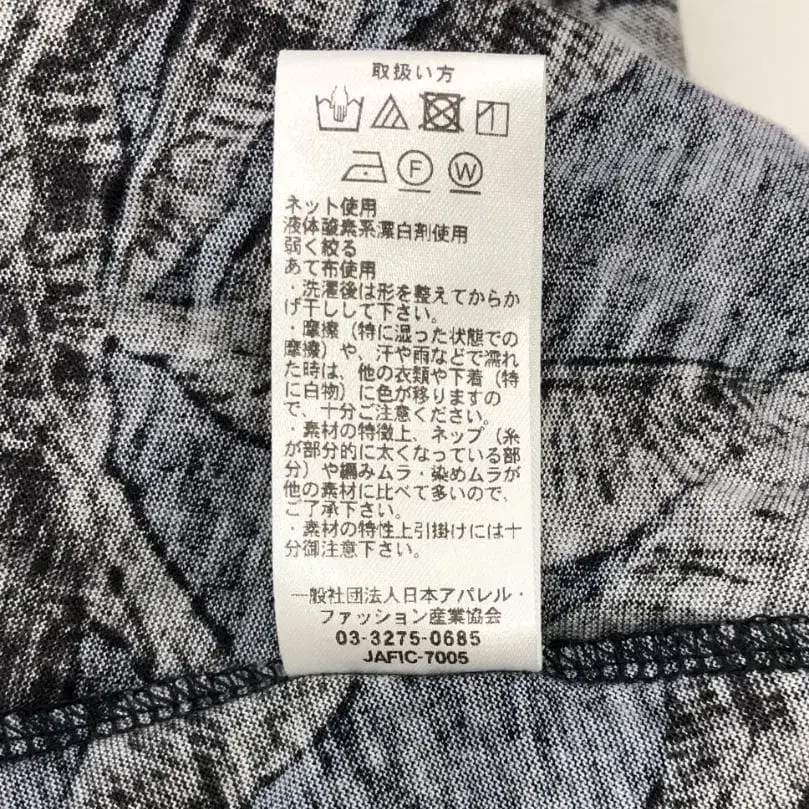 取扱い方
F W
ネット使用
液体酸素系漂白剤使用
弱く絞る
あて布使用
・洗濯後は形を整えてからか
げ干しして下さい。
・摩擦（特に湿った状態での
摩擦）や、汗や雨などで濡れ
た時は、他の衣類や下着（特
に白物）に色が移りますの
で、十分ご注意ください。
・素材の特徴上、ネップ（糸
が部分的に太くなっている部
分）や編みムラ・染めムラが
他の素材に比べて多いので、
ご了承下さい。
・素材の特性上引掛けには十
分御注意下さい。
一般社団法人日本アパレル・
ファッション産業協会
03-3275-0685
JAFIC-7005